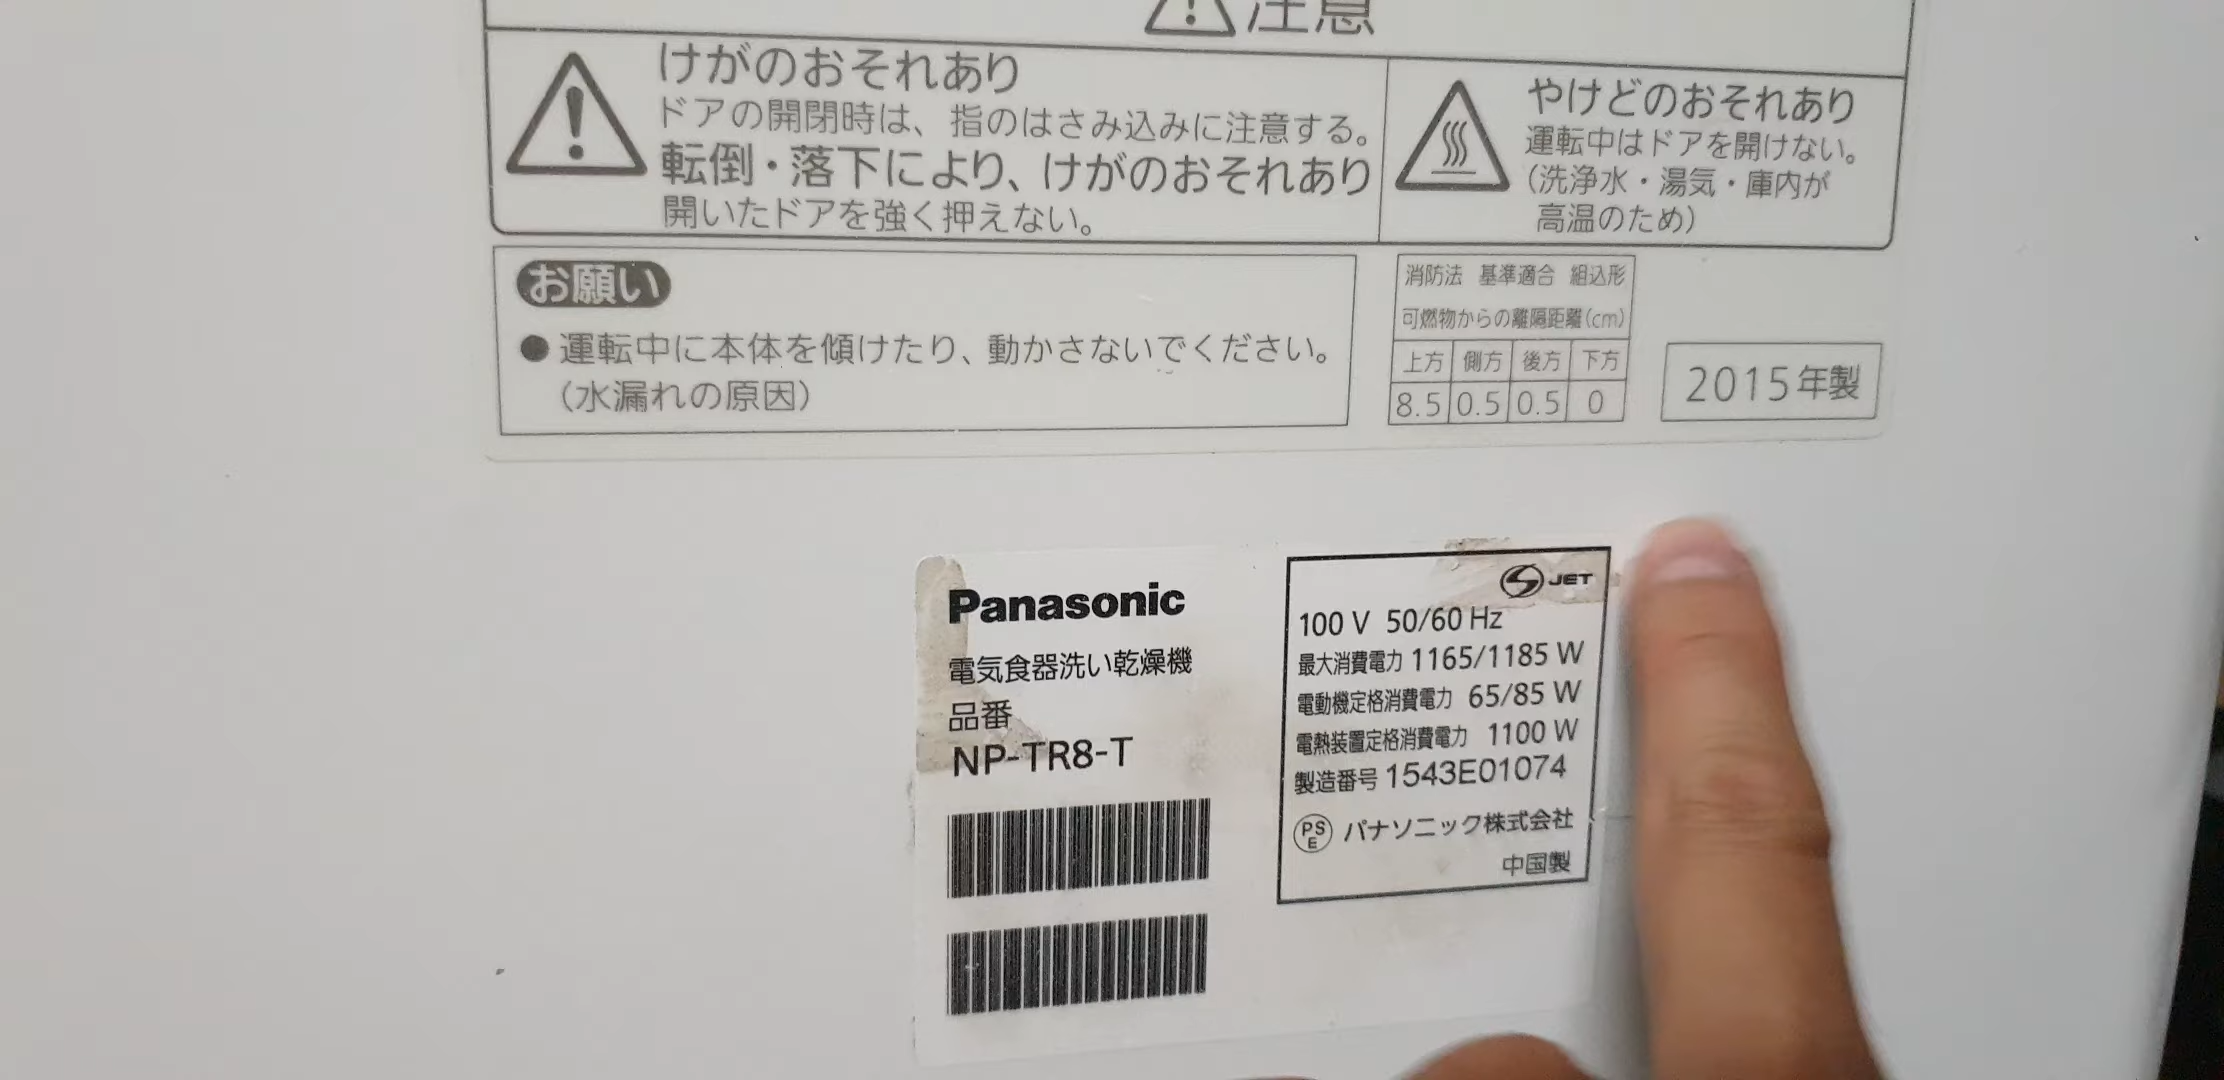 注意
けがのおそれあり
ドアの開閉時は、指のはさみ込みに注意する。
転倒・落下により、けがのおそれあり
開いたドアを強く押えない。
やけどのおそれあり
運転中はドアを開けない。
(洗浄水・湯気・庫内が
高温のため)
お願い
●運転中に本体を傾けたり、動かさないでください。
(水漏れの原因)
消防法 基準適合 組込形
可燃物からの離隔距離(cm)
上方 側方 後方 下方
8.5 0.5 0.5 0
2015年製
Panasonic
電気食器洗い乾燥機
品番
NP-TR8-T
JET
100 V 50/60 Hz
最大消費電力 1165/1185 W
電動機定格消費電力 65/85 W
電熱装置定格消費電力 1100 W
製造番号 1543E01074
PSE パナソニック株式会社
中国製